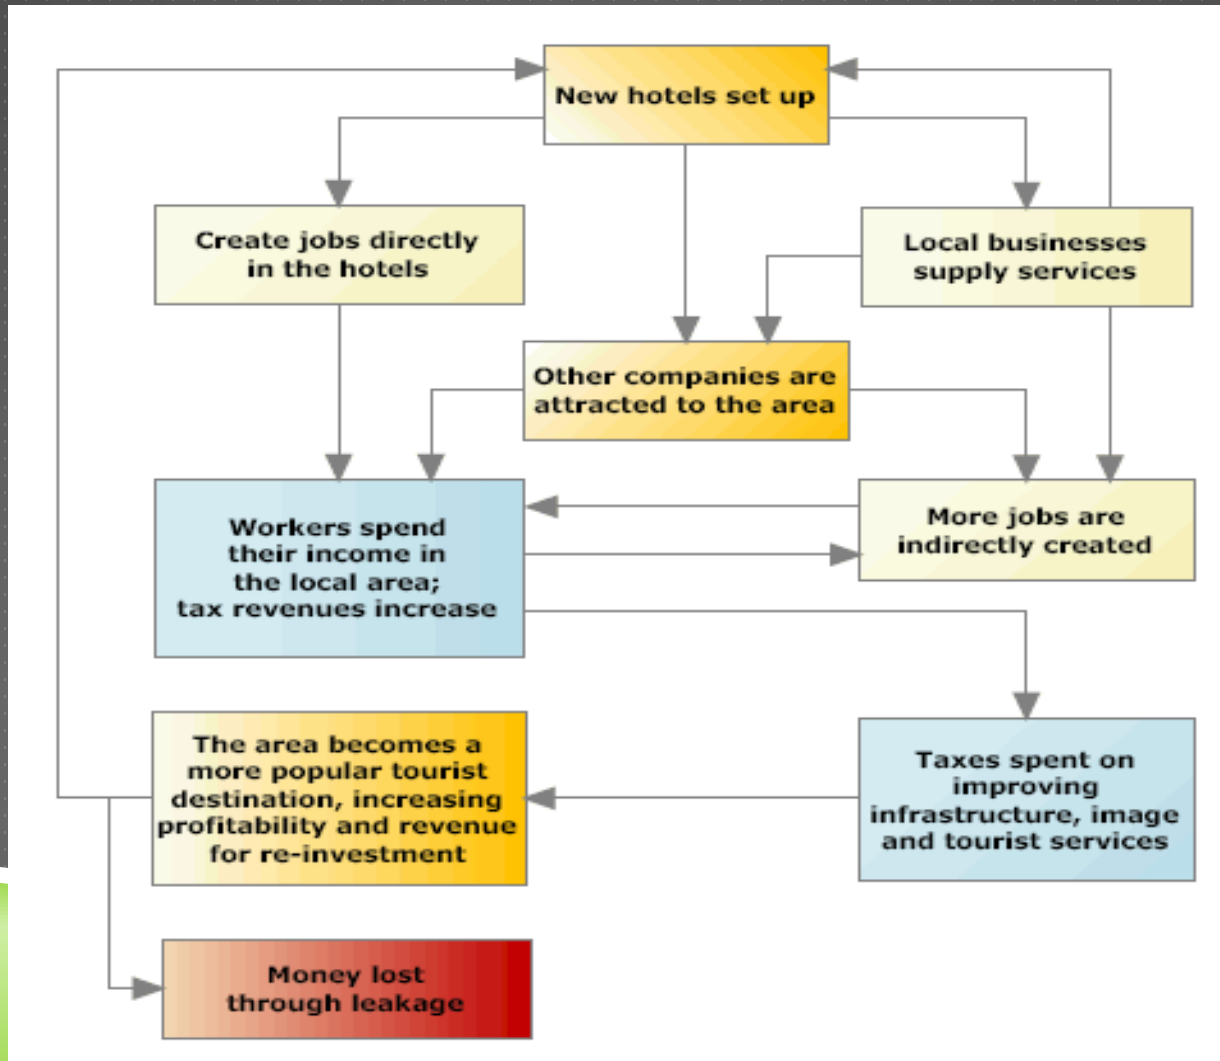 New hotels set up
Create jobs directly
in the hotels
Local businesses
supply services
Other companies are
attracted to the area
Workers spend
their income in
the local area;
tax revenues increase
More jobs are
indirectly created
The area becomes a
more popular tourist
destination, increasing
profitability and revenue
for re-investment
Taxes spent on
improving
infrastructure, image
and tourist services
Money lost
through leakage